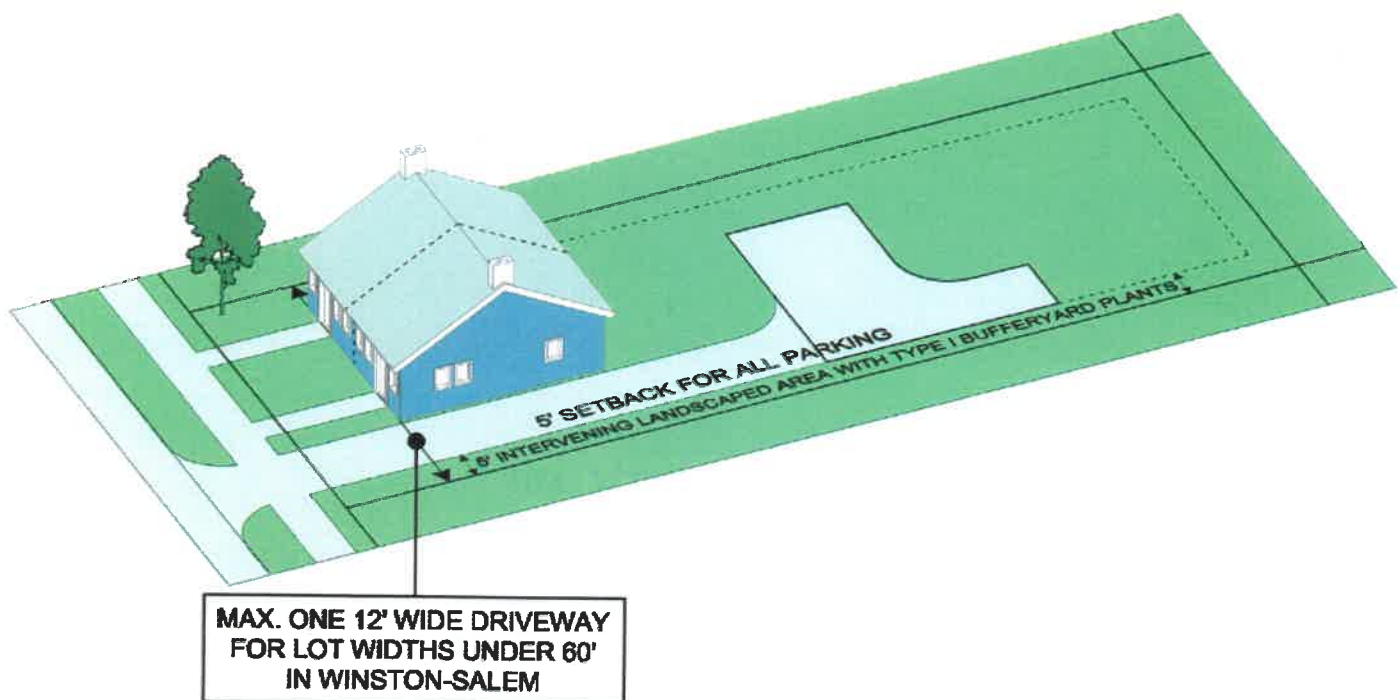 5' SETBACK FOR ALL PARKING
5' INTERVENING LANDSCAPED AREA WITH TYPE I BUFFERYARD PLANTS
MAX. ONE 12' WIDE DRIVEWAY
FOR LOT WIDTHS UNDER 60'
IN WINSTON-SALEM